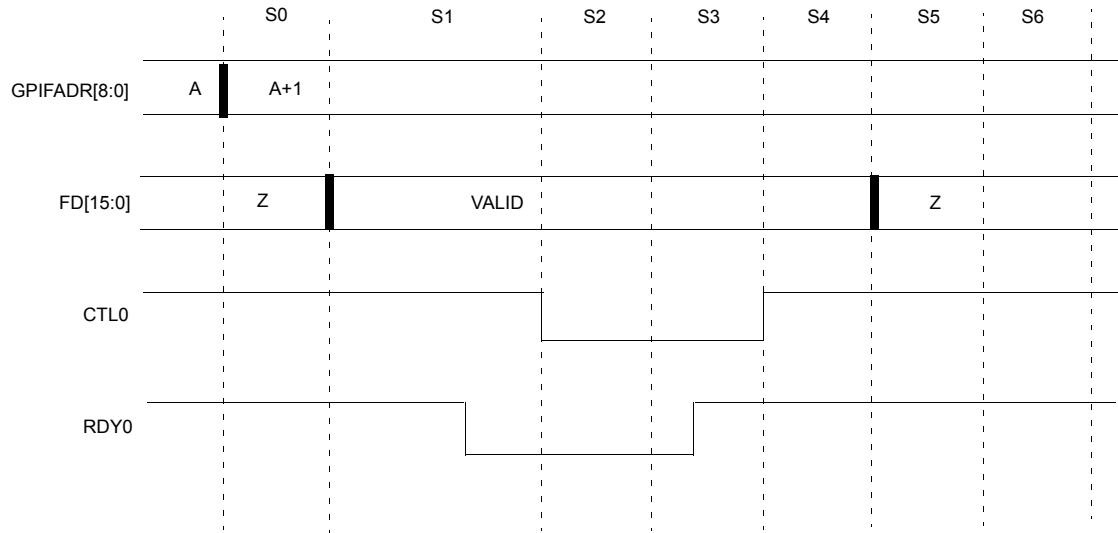 S0 S1 S2 S3 S4 S5 S6
GPIFADR[8:0] A A+1
FD[15:0] Z VALID Z
CTL0
RDY0